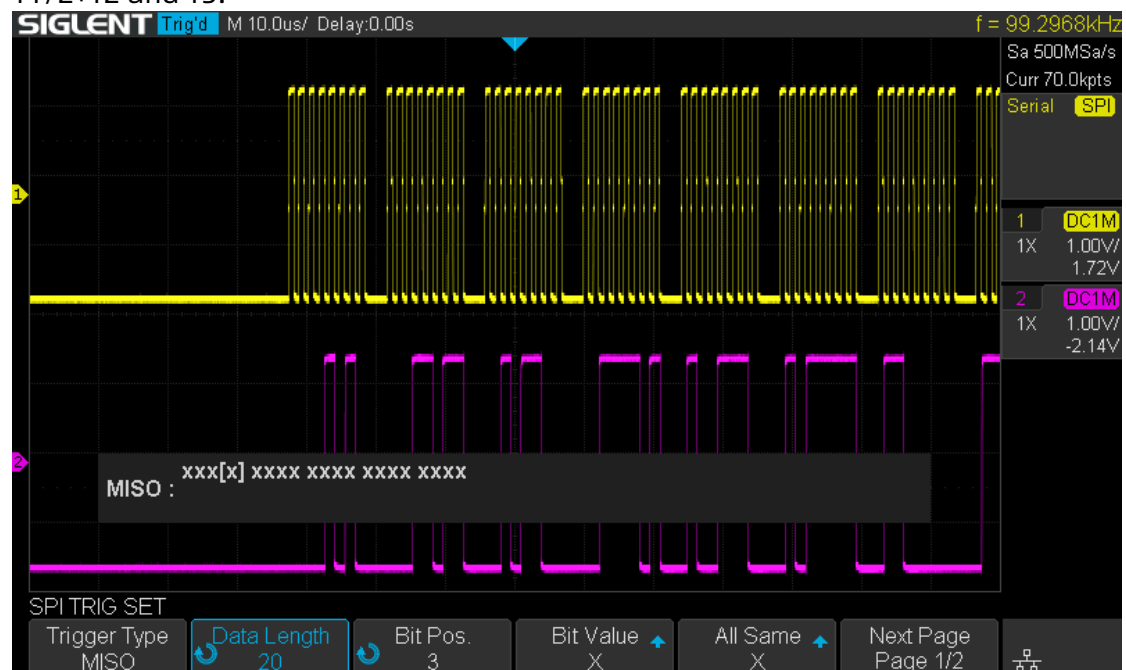 SIGLENT Trig'd M 10.0us/ Delay:0.00s f = 99.2968kHz
Sa 500MSa/s
Curr 70.0kpts
Serial SPI
1
1 DC1M
1X 1.00V/
1.72V
2 DC1M
1X 1.00V/
-2.14V
2
xxx[x] xxxx xxxx xxxx xxxx
MISO :
SPI TRIG SET
Trigger Type Data Length Bit Pos. Bit Value All Same Next Page
MISO 20 3 X X Page 1/2